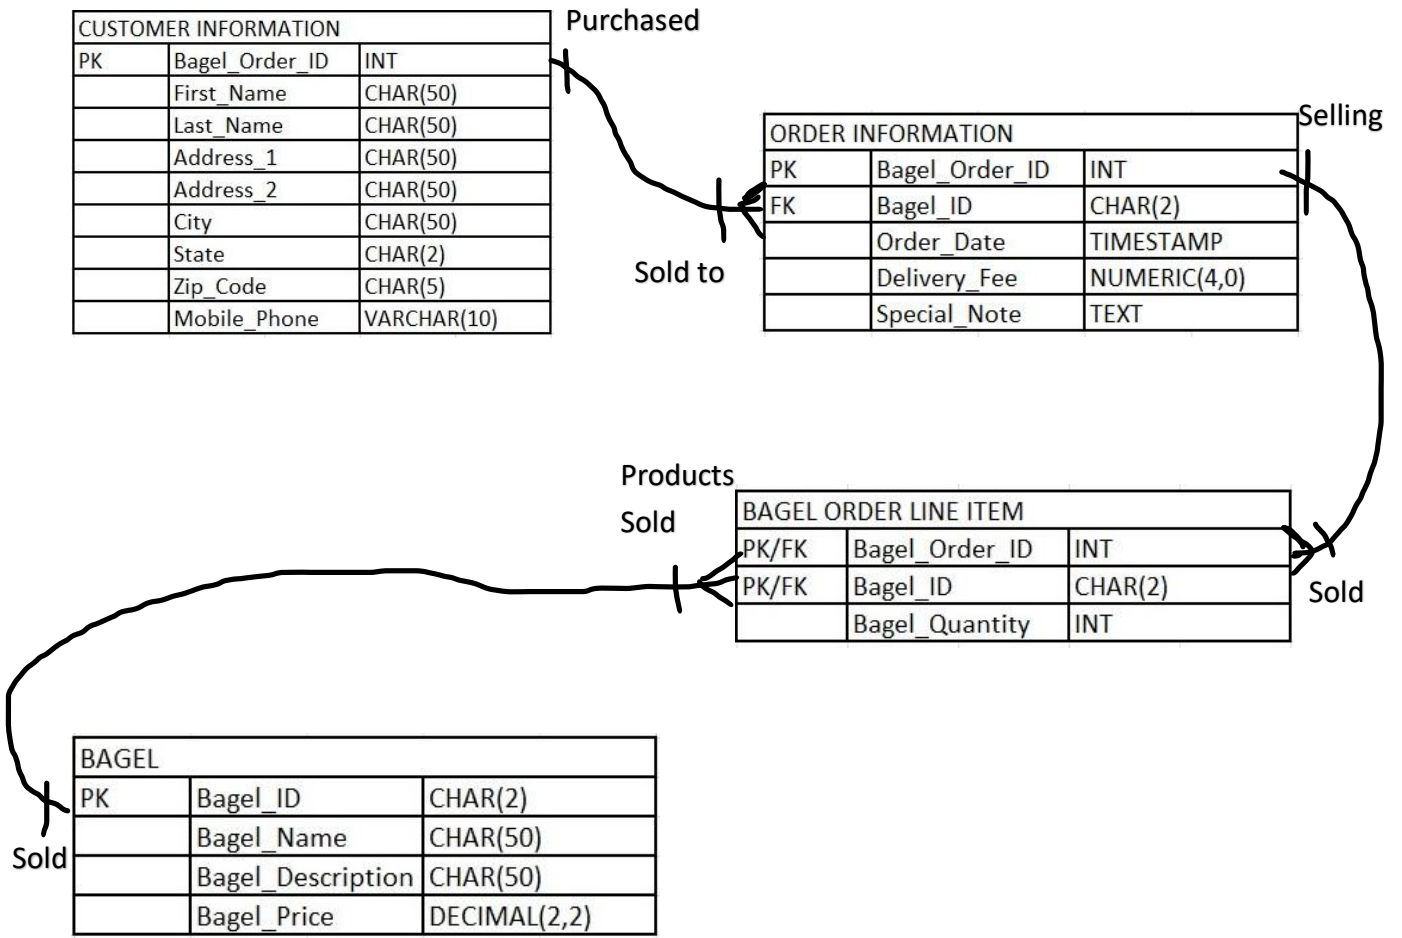 CUSTOMER INFORMATION
PK Bagel_Order_ID INT
First_Name CHAR(50)
Last_Name CHAR(50)
Address_1 CHAR(50)
Address_2 CHAR(50)
City CHAR(50)
State CHAR(2)
Zip_Code CHAR(5)
Mobile_Phone VARCHAR(10)
Purchased
Sold to
Selling
ORDER INFORMATION
PK Bagel_Order_ID INT
FK Bagel_ID CHAR(2)
Order_Date TIMESTAMP
Delivery_Fee NUMERIC(4,0)
Special_Note TEXT
Products
Sold
BAGEL ORDER LINE ITEM
PK/FK Bagel_Order_ID INT
PK/FK Bagel_ID CHAR(2)
Bagel_Quantity INT
Sold
BAGEL
PK Bagel_ID CHAR(2)
Bagel_Name CHAR(50)
Bagel_Description CHAR(50)
Bagel_Price DECIMAL(2,2)
Sold